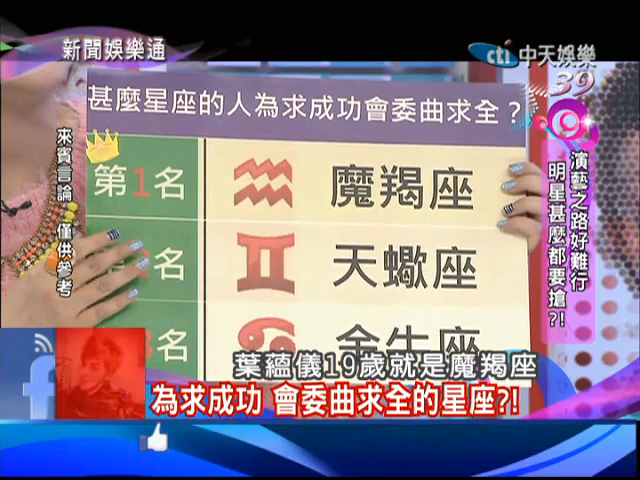 新聞娛樂通
cti 中天娛樂
39
甚麼星座的人為求成功會委曲求全？
第1名 魔羯座
名 天蠍座
3名 金牛座
來賓言論 僅供參考
演藝之路好難行
明星甚麼都要搶?!
葉蘊儀19歲就是魔羯座
為求成功 會委曲求全的星座?!